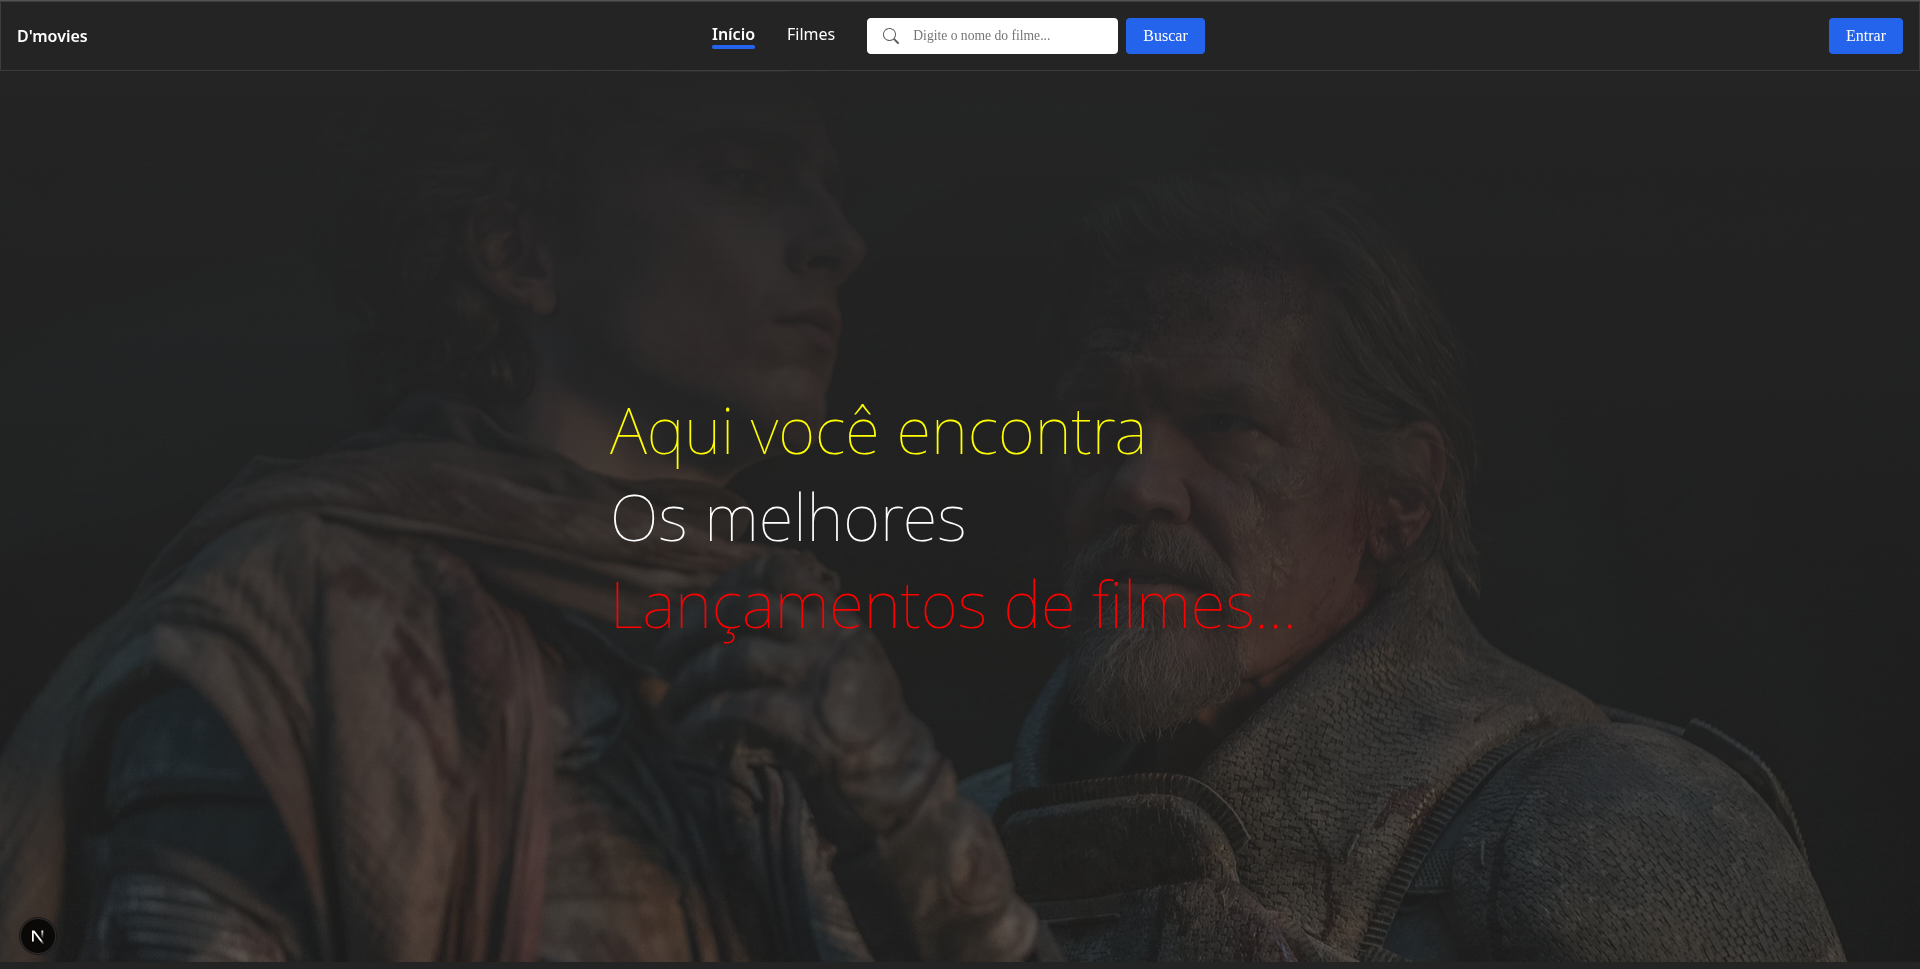 D'movies
Início
Filmes
Digite o nome do filme...
Buscar
Entrar
Aqui você encontra
Os melhores
Lançamentos de filmes...
N